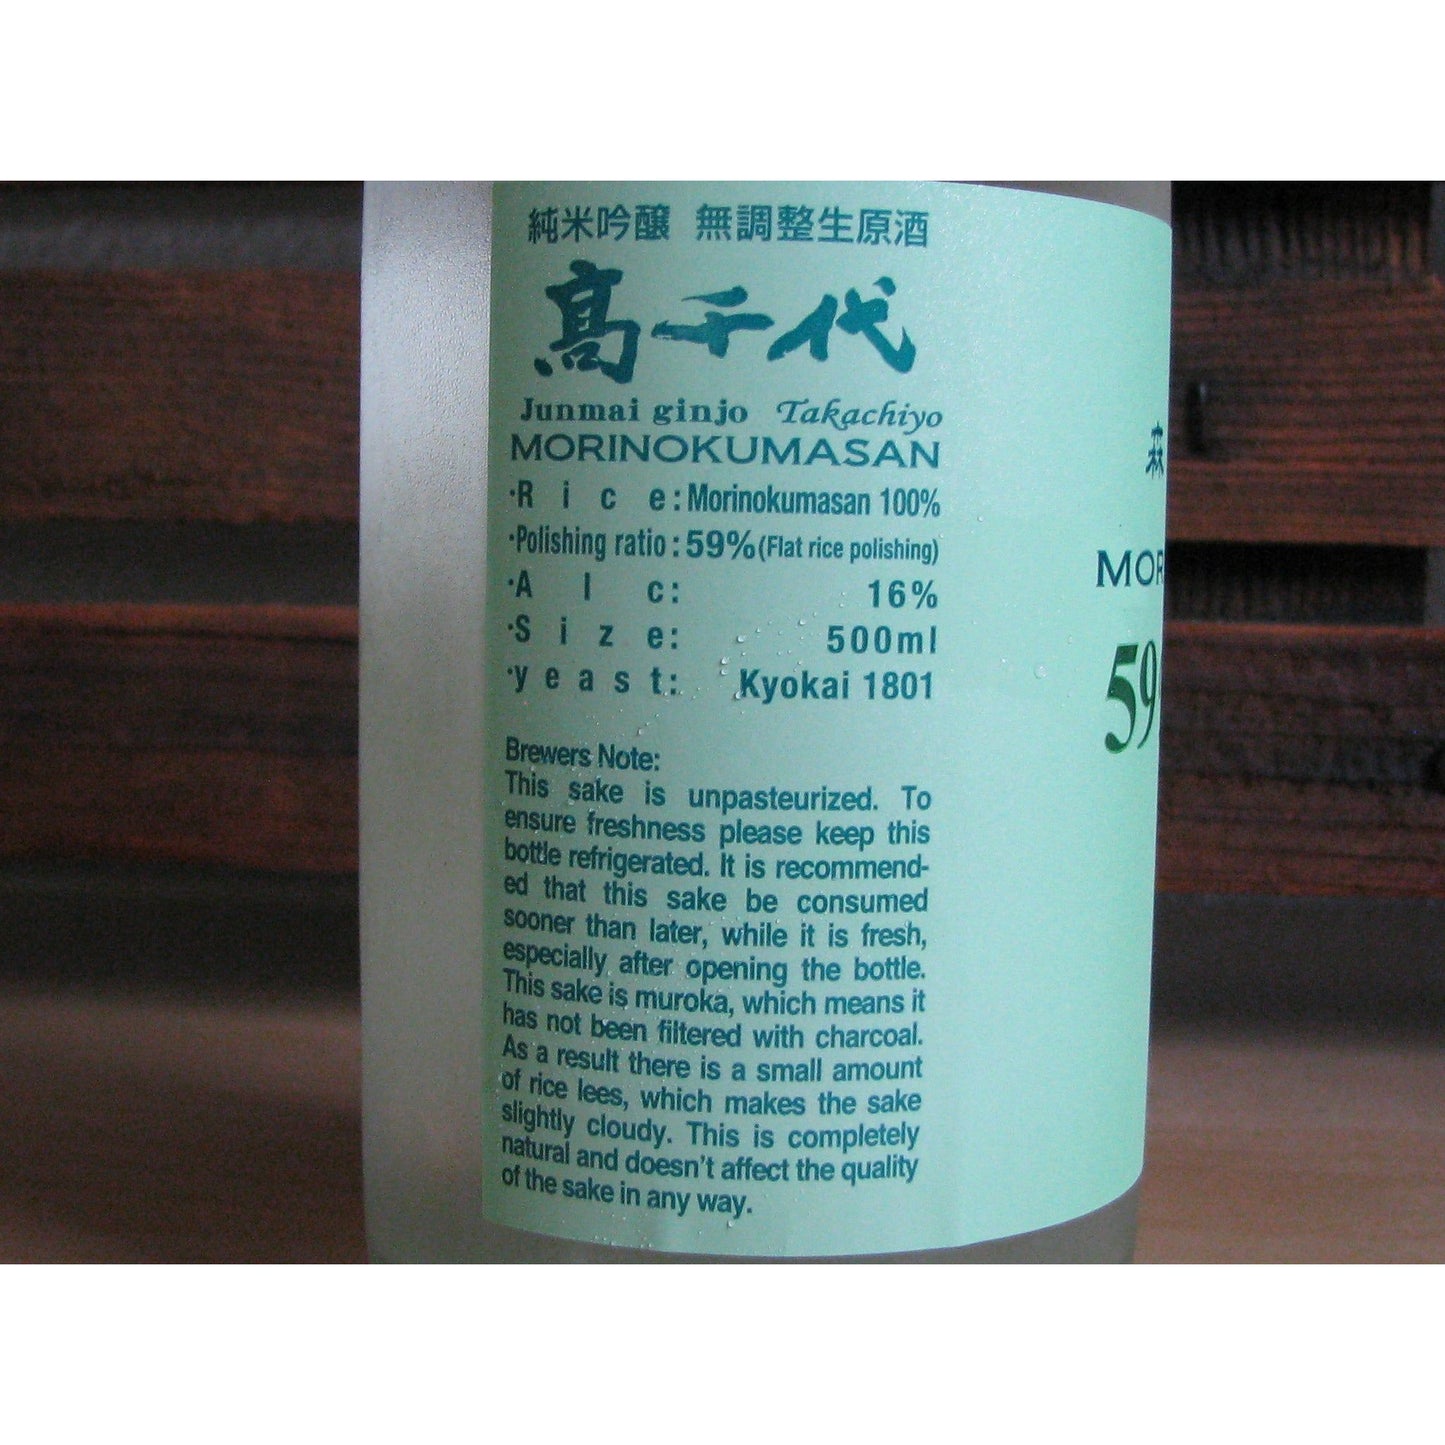 純米吟醸 無調整生原酒
髙千代
Junmai ginjo Takachiyo
MORINOKUMASAN
·Rice: Morinokumasan 100%
·Polishing ratio: 59% (Flat rice polishing)
·Alc: 16%
·Size: 500ml
·yeast: Kyokai 1801
Brewers Note:
This sake is unpasteurized. To
ensure freshness please keep this
bottle refrigerated. It is recommend-
ed that this sake be consumed
sooner than later, while it is fresh,
especially after opening the bottle.
This sake is muroka, which means it
has not been filtered with charcoal.
As a result there is a small amount
of rice lees, which makes the sake
slightly cloudy. This is completely
natural and doesn't affect the quality
of the sake in any way.
森
MOR
59